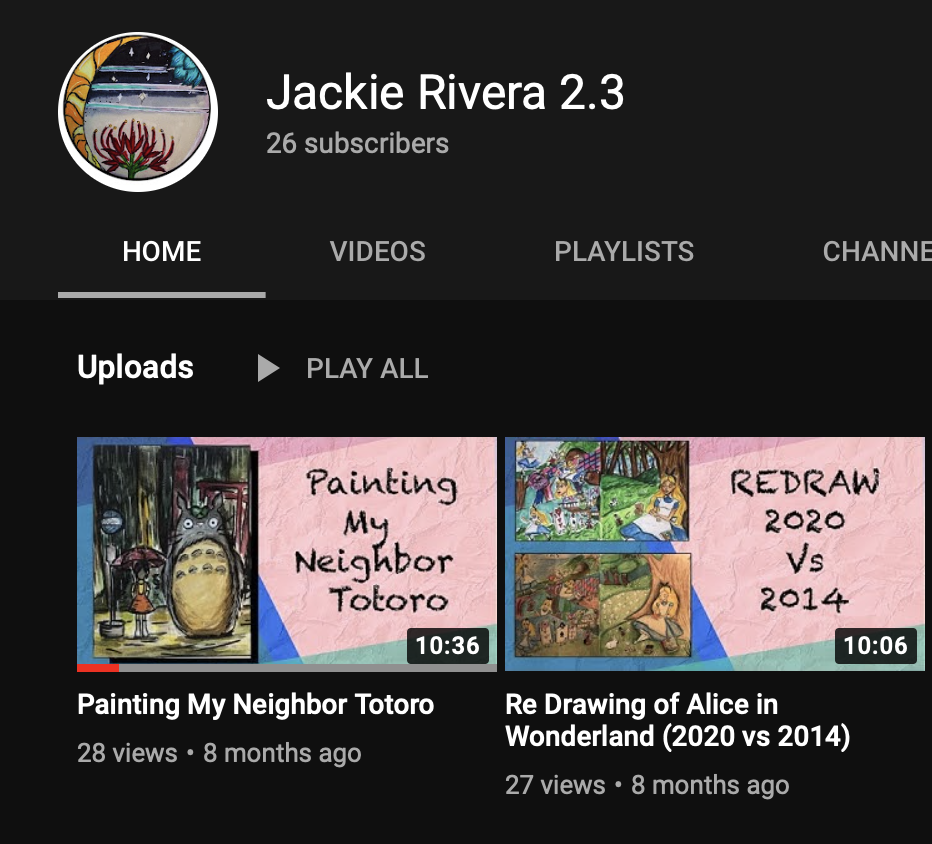 Jackie Rivera 2.3
26 subscribers
HOME VIDEOS PLAYLISTS CHANNE
Uploads PLAY ALL
Painting
My
Neighbor
Totoro
10:36
REDRAW
2020
Vs
2014
10:06
Painting My Neighbor Totoro
28 views • 8 months ago
Re Drawing of Alice in
Wonderland (2020 vs 2014)
27 views • 8 months ago